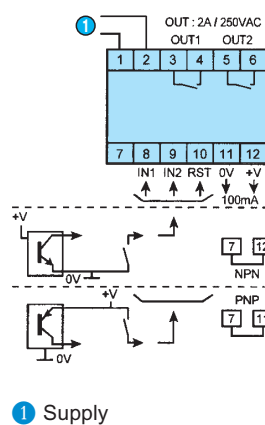 OUT : 2A / 250VAC
1 OUT1 OUT2
1 2 3 4 5 6
7 8 9 10 11 12
IN1 IN2 RST 0V +V
100mA
+V
7 12
0V NPN
+V PNP
7 11
0V
1 Supply